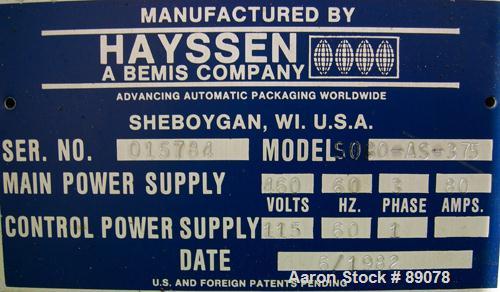 MANUFACTURED BY
HAYSSEN
A BEMIS COMPANY
ADVANCING AUTOMATIC PACKAGING WORLDWIDE
SHEBOYGAN, WI. U.S.A.
SER. NO. 015784 MODEL
MAIN POWER SUPPLY 460 60 3
VOLTS HZ. PHASE AMPS.
CONTROL POWER SUPPLY 115 60 1
DATE 6/1982
U.S. AND FOREIGN PATENTS PENDING
Aaron Stock # 89078